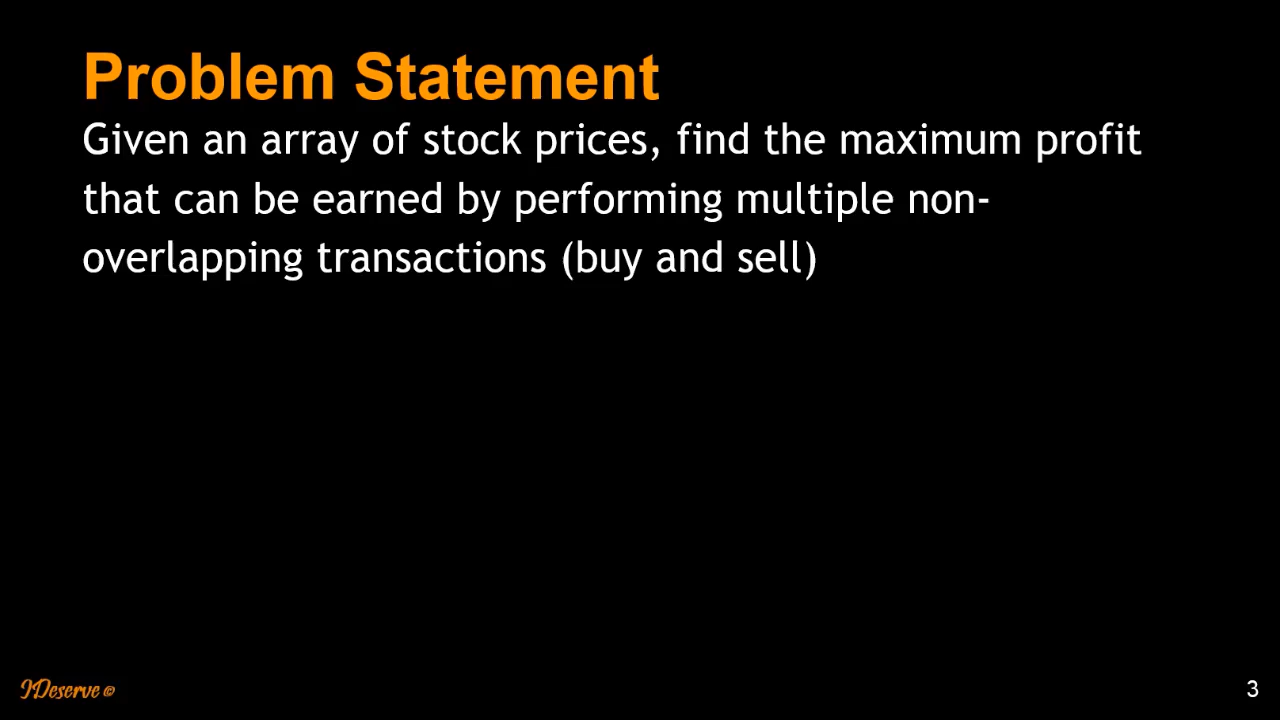 Problem Statement
Given an array of stock prices, find the maximum profit
that can be earned by performing multiple non-
overlapping transactions (buy and sell)
IDeserve ©
3